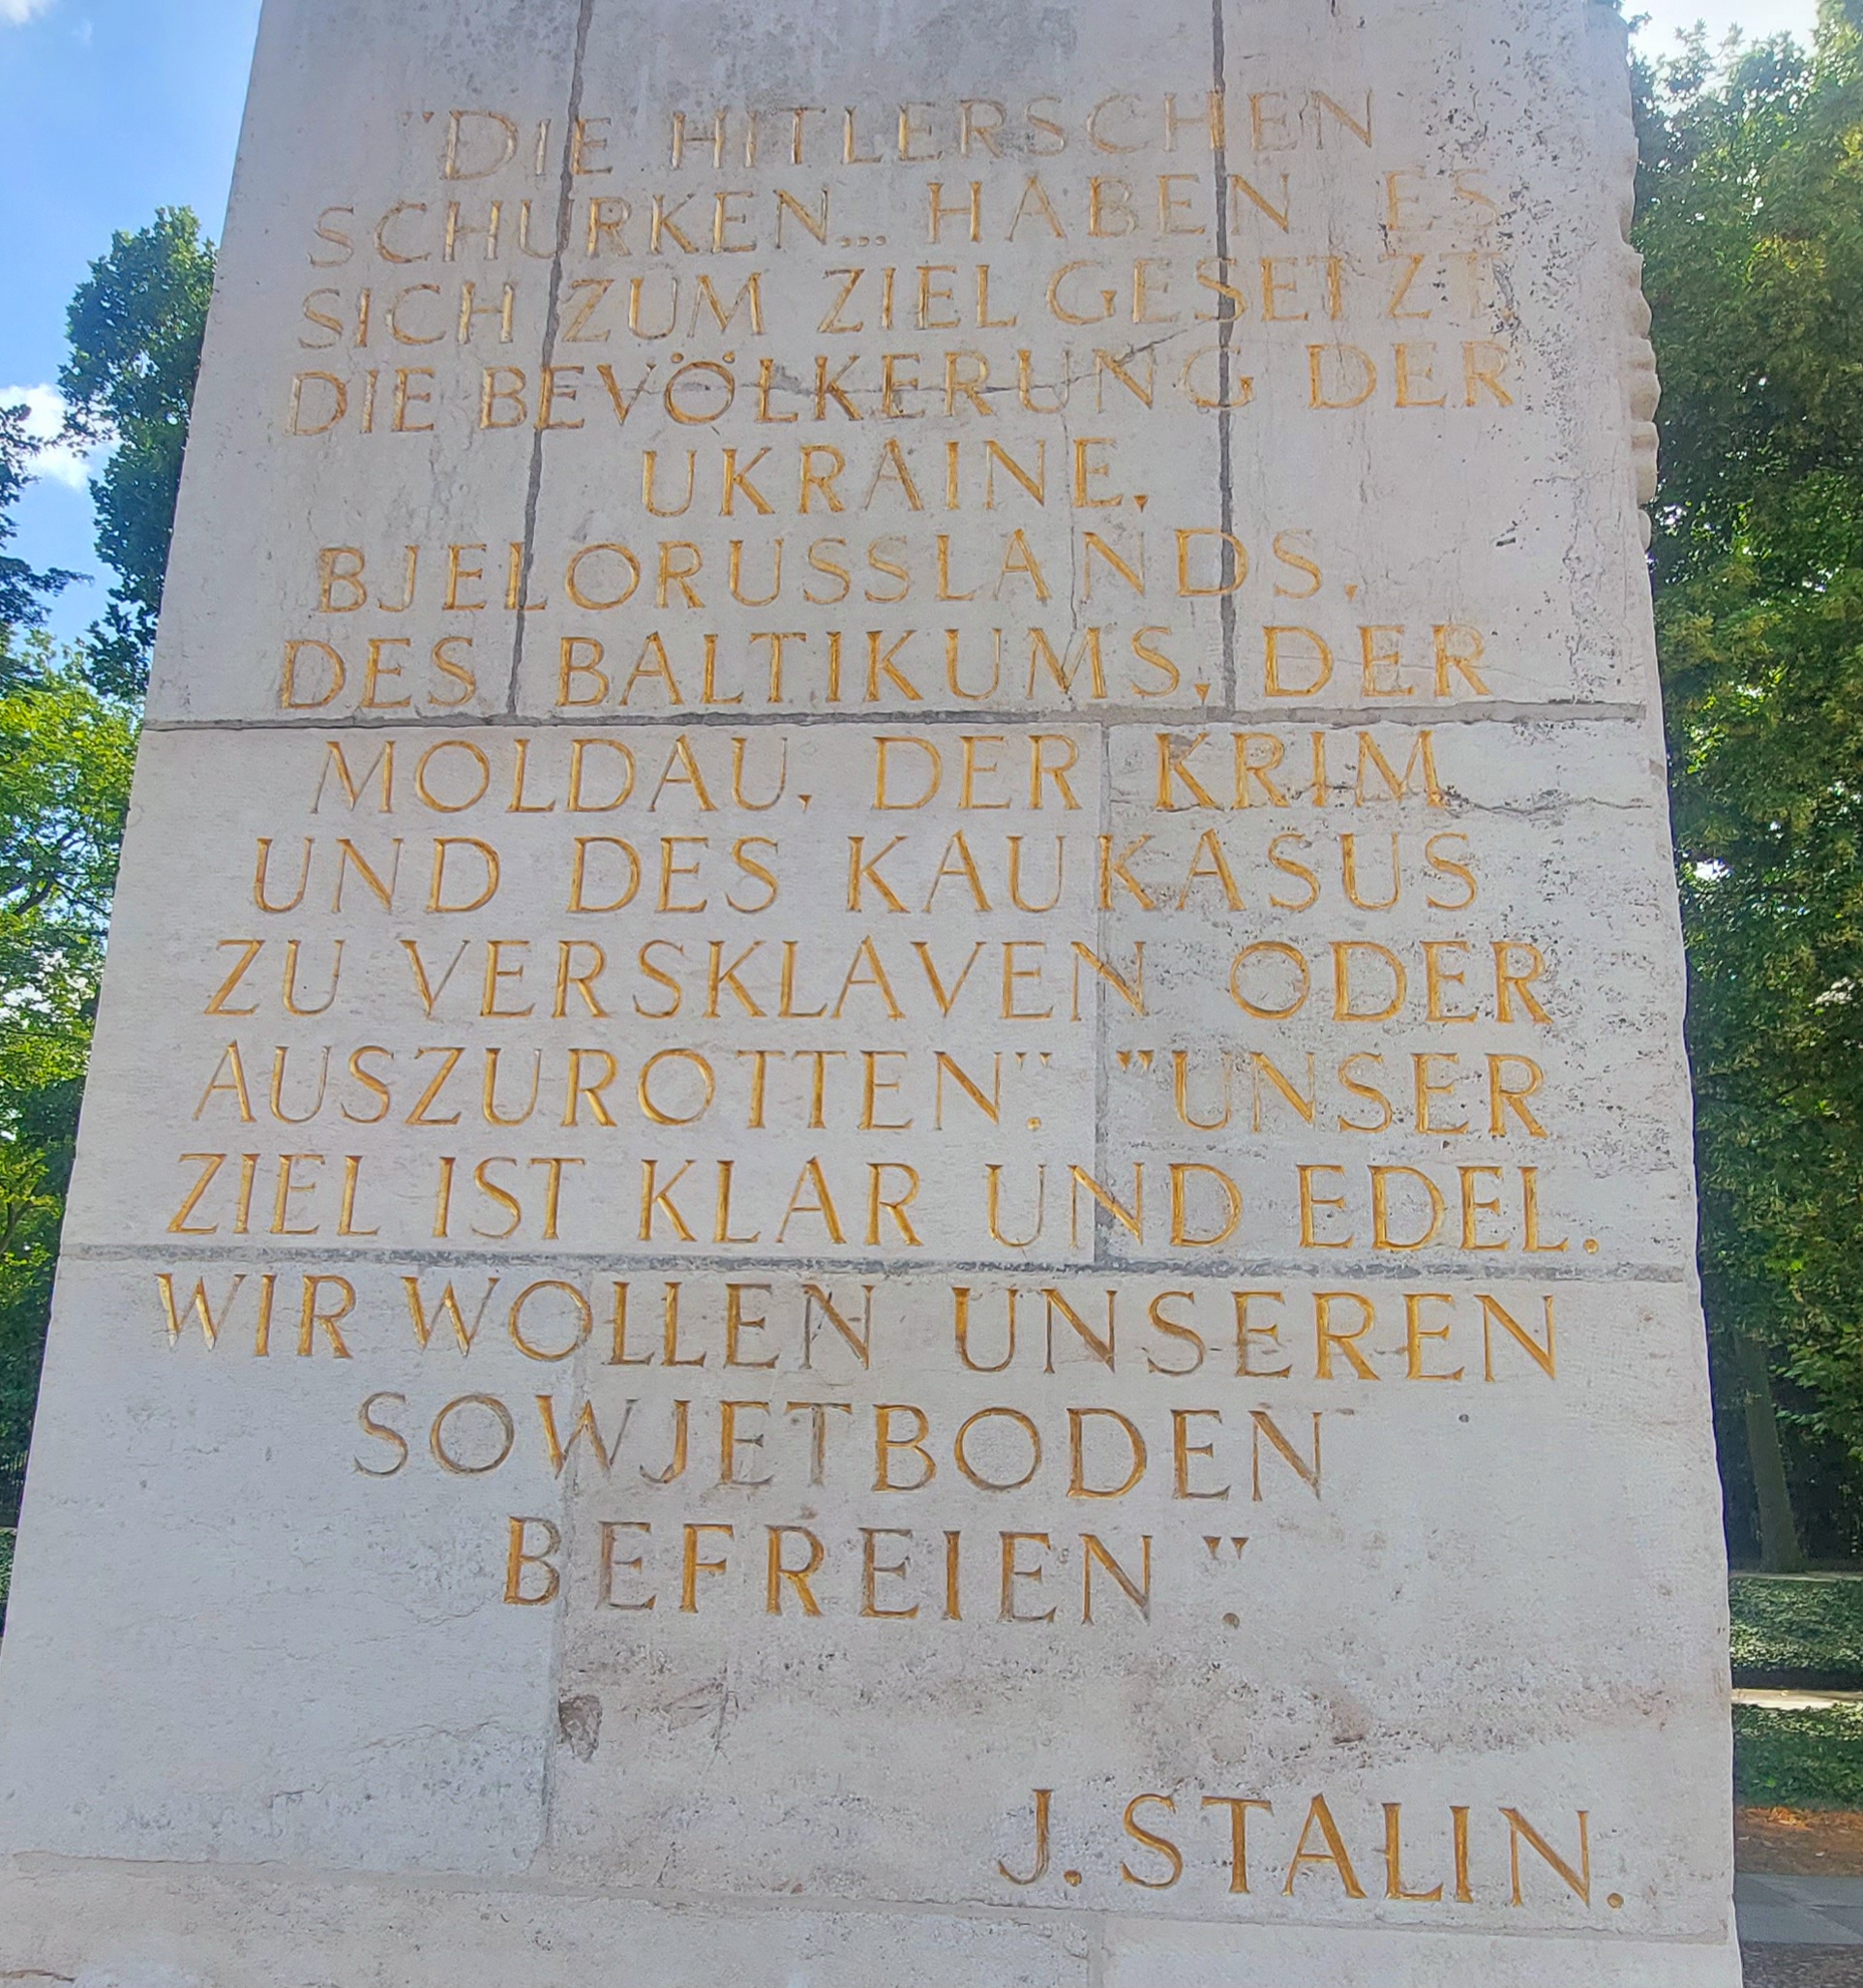 "DIE HITLERSCHEN
SCHURKEN... HABEN ES
SICH ZUM ZIEL GESETZT,
DIE BEVÖLKERUNG DER
UKRAINE,
BJELORUSSLANDS,
DES BALTIKUMS, DER
MOLDAU, DER KRIM
UND DES KAUKASUS
ZU VERSKLAVEN ODER
AUSZUROTTEN". "UNSER
ZIEL IST KLAR UND EDEL.
WIR WOLLEN UNSEREN
SOWJETBODEN
BEFREIEN".
J. STALIN.